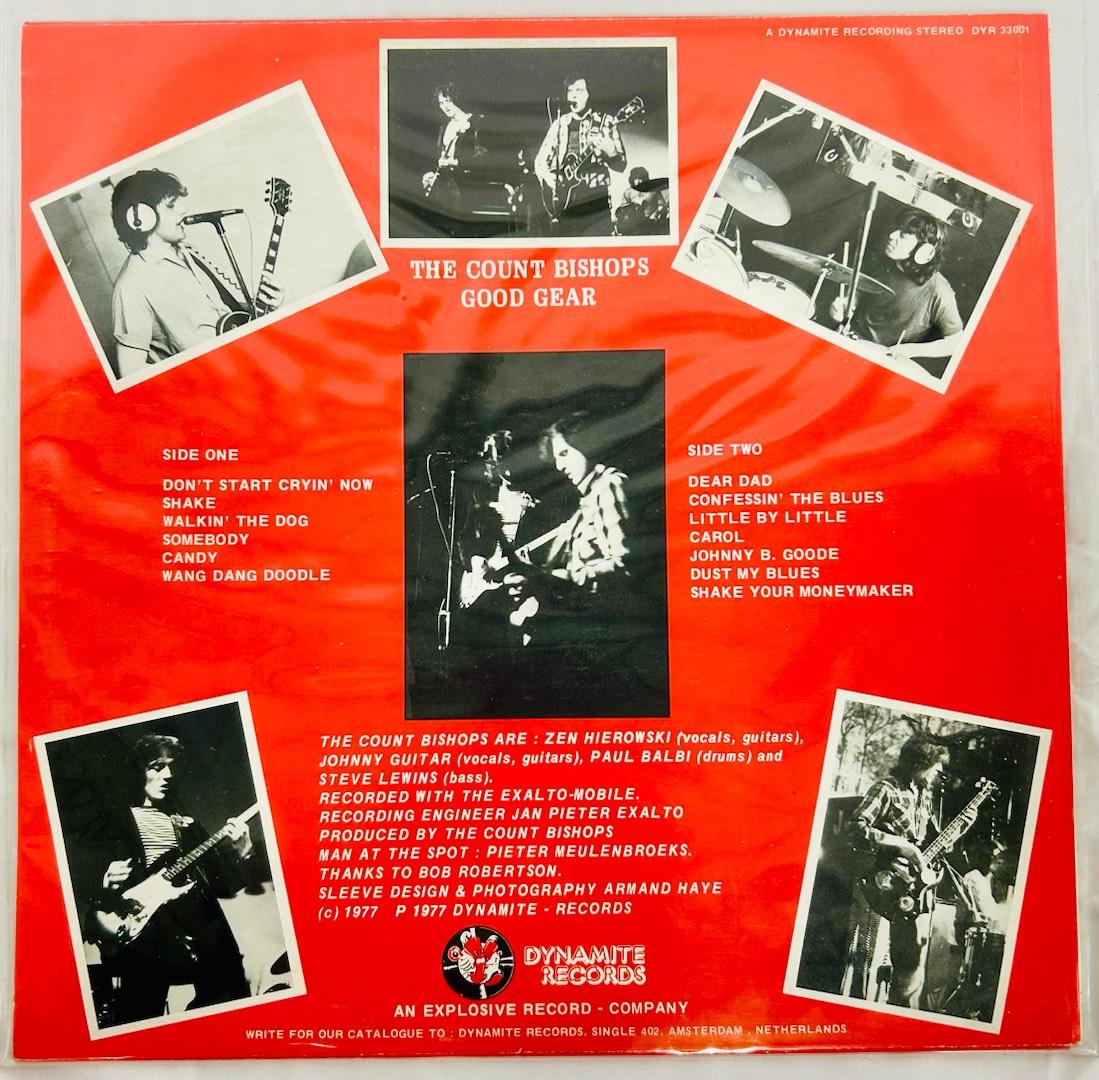 A DYNAMITE RECORDING STEREO DYR 33001
THE COUNT BISHOPS
GOOD GEAR
SIDE ONE
DON'T START CRYIN' NOW
SHAKE
WALKIN' THE DOG
SOMEBODY
CANDY
WANG DANG DOODLE
SIDE TWO
DEAR DAD
CONFESSIN' THE BLUES
LITTLE BY LITTLE
CAROL
JOHNNY B. GOODE
DUST MY BLUES
SHAKE YOUR MONEYMAKER
THE COUNT BISHOPS ARE : ZEN HIEROWSKI (vocals, guitars),
JOHNNY GUITAR (vocals, guitars), PAUL BALBI (drums) and
STEVE LEWINS (bass).
RECORDED WITH THE EXALTO-MOBILE.
RECORDING ENGINEER JAN PIETER EXALTO
PRODUCED BY THE COUNT BISHOPS
MAN AT THE SPOT : PIETER MEULENBROEKS.
THANKS TO BOB ROBERTSON.
SLEEVE DESIGN & PHOTOGRAPHY ARMAND HAYE
(c) 1977 P 1977 DYNAMITE - RECORDS
DYNAMITE
RECORDS
AN EXPLOSIVE RECORD - COMPANY
WRITE FOR OUR CATALOGUE TO : DYNAMITE RECORDS, SINGLE 402, AMSTERDAM , NETHERLANDS